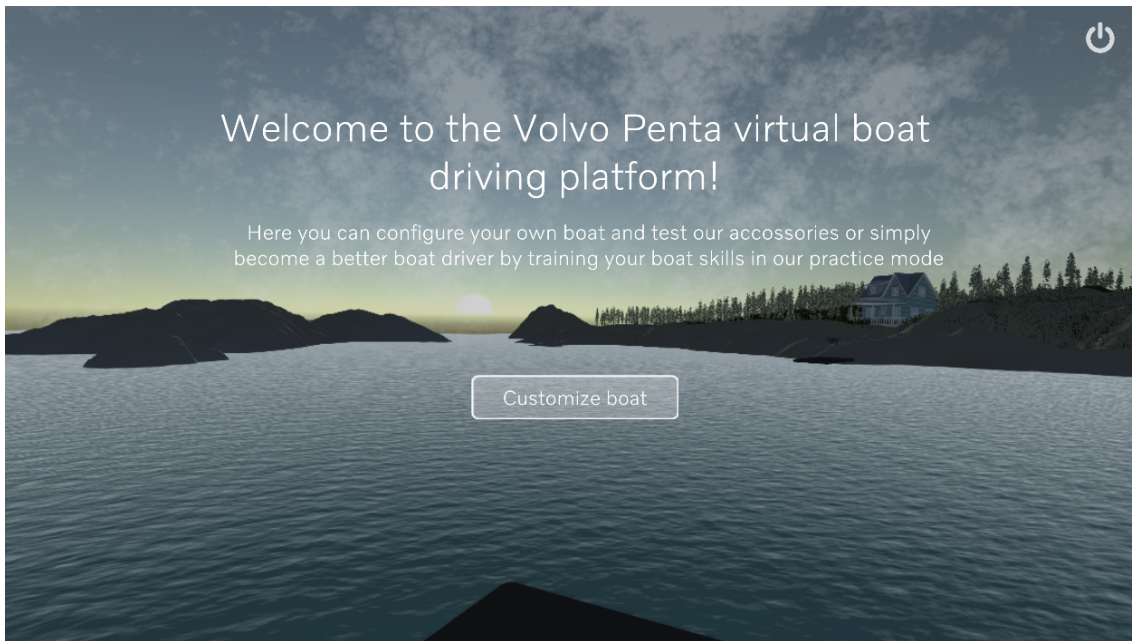 Welcome to the Volvo Penta virtual boat
driving platform!
Here you can configure your own boat and test our accossories or simply
become a better boat driver by training your boat skills in our practice mode
Customize boat